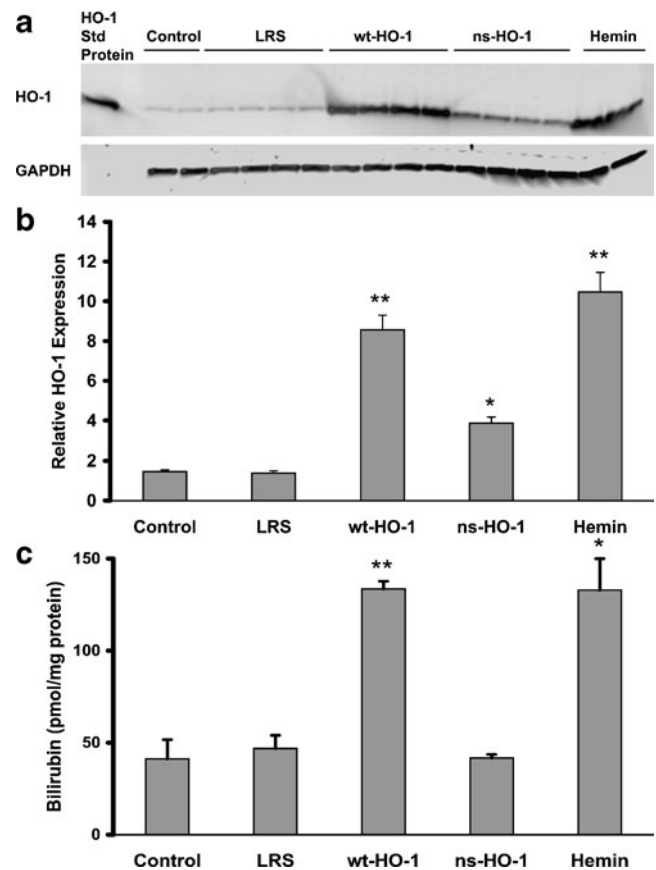 a
HO-1
Std
Protein
Control LRS wt-HO-1 ns-HO-1 Hemin
HO-1
GAPDH
b
Relative HO-1 Expression
14
12
10
8
6
4
2
0
** * **
Control LRS wt-HO-1 ns-HO-1 Hemin
c
Bilirubin (pmol/mg protein)
150
100
50
0
** *
Control LRS wt-HO-1 ns-HO-1 Hemin